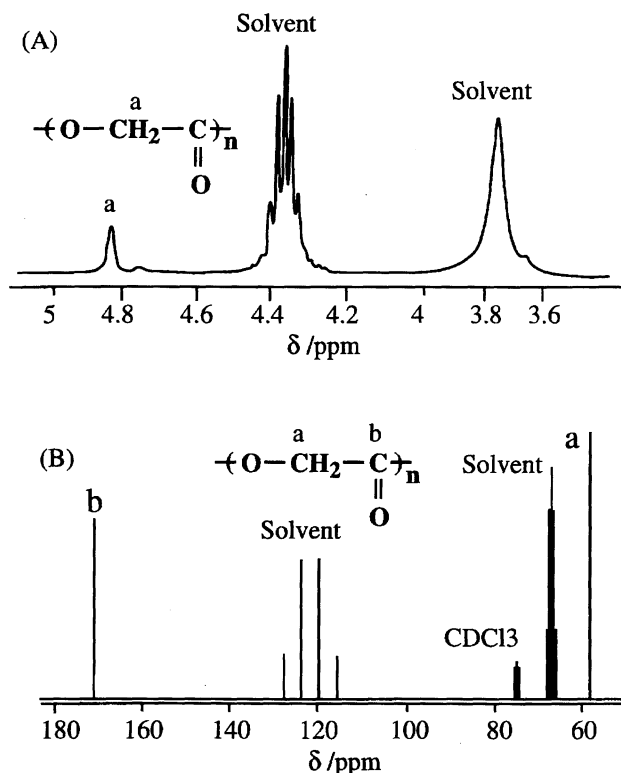 (A)
Solvent
Solvent
a
-(O-CH2-C)n
O
a
5 4.8 4.6 4.4 4.2 4 3.8 3.6
δ /ppm
(B)
a b
-(O-CH2-C)n
O
b
Solvent
Solvent
a
CDCl3
180 160 140 120 100 80 60
δ /ppm